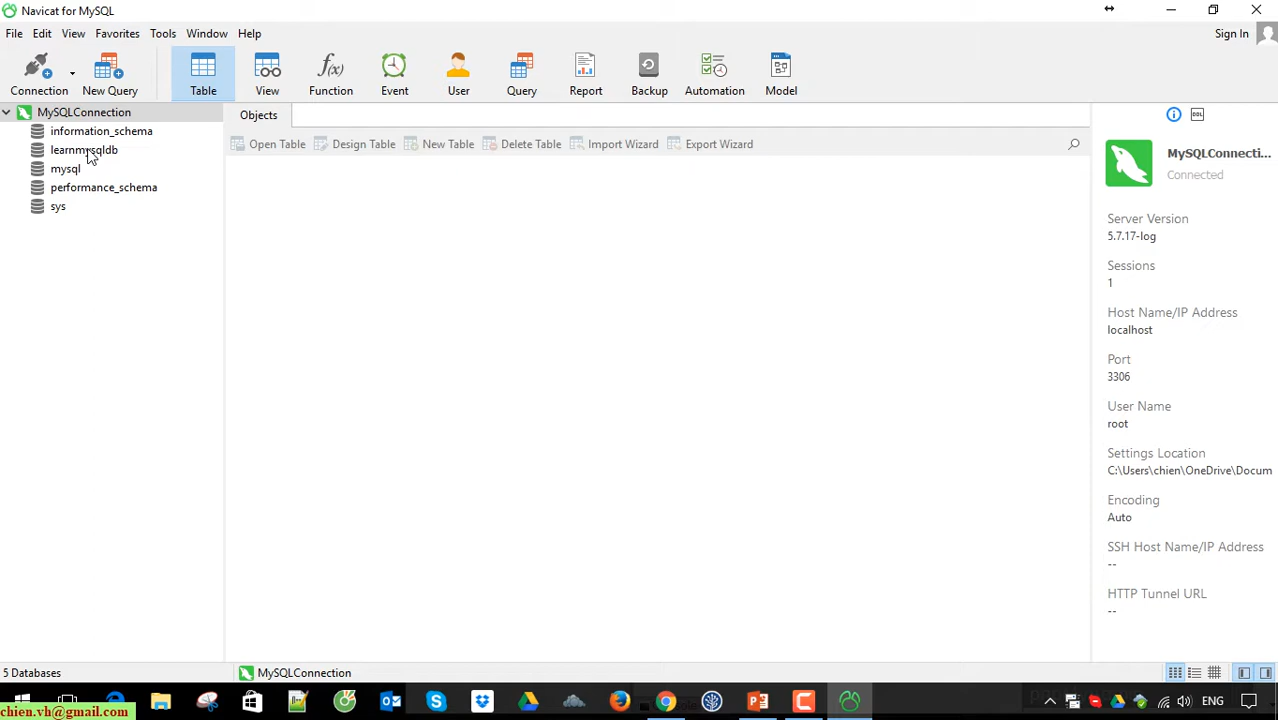 Navicat for MySQL
File Edit View Favorites Tools Window Help
Sign In
Connection New Query Table View Function Event User Query Report Backup Automation Model
f(x)
MySQLConnection
information_schema
learnmysqldb
mysql
performance_schema
sys
Objects
Open Table Design Table New Table Delete Table Import Wizard Export Wizard
DDL
MySQLConnecti...
Connected
Server Version
5.7.17-log
Sessions
1
Host Name/IP Address
localhost
Port
3306
User Name
root
Settings Location
C:\Users\chien\OneDrive\Docum
Encoding
Auto
SSH Host Name/IP Address
--
HTTP Tunnel URL
--
5 Databases
MySQLConnection
ENG
chien.vh@gmail.com